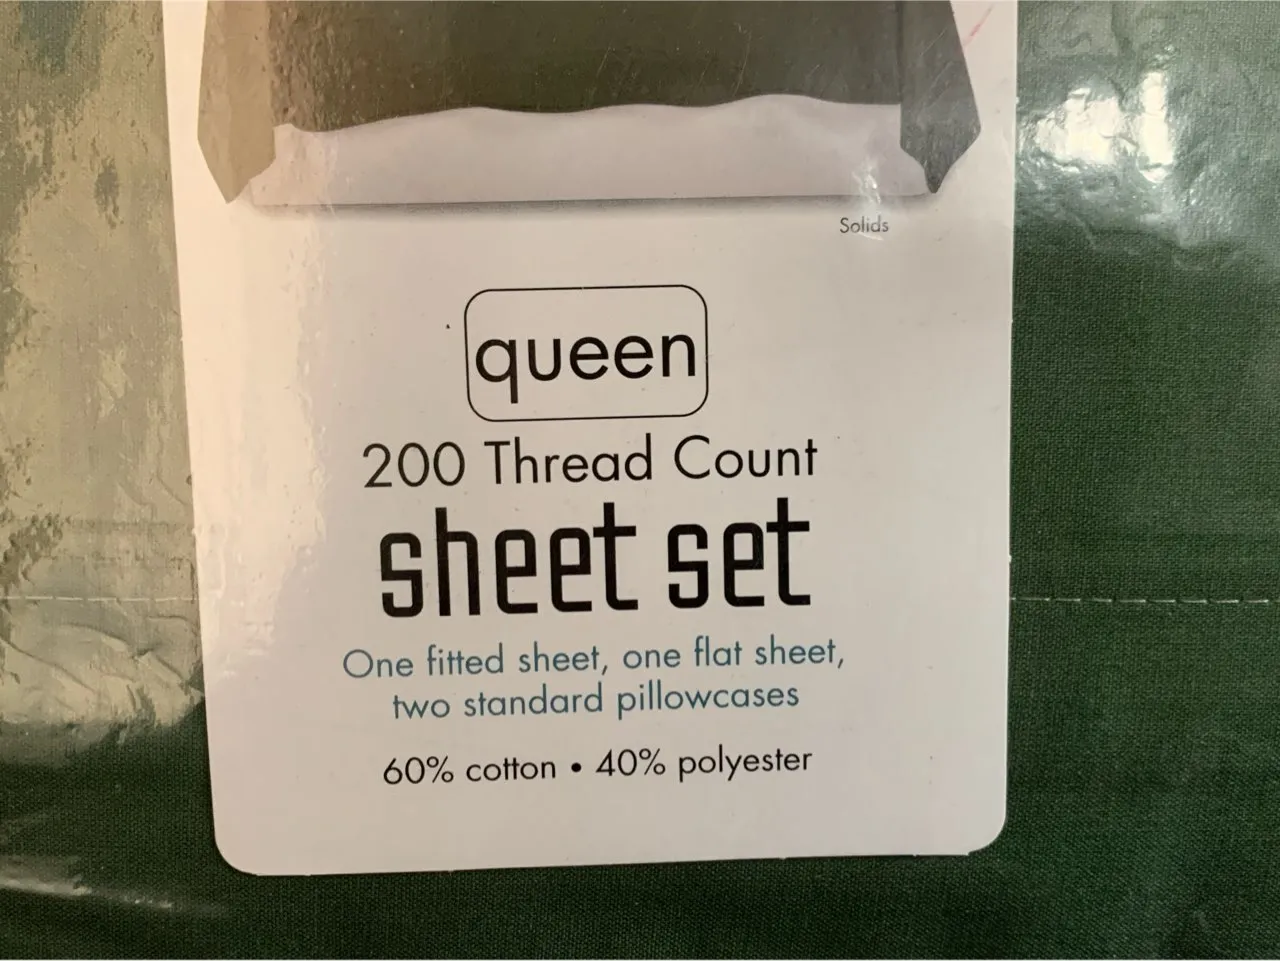 Solids
queen
200 Thread Count
sheet set
One fitted sheet, one flat sheet,
two standard pillowcases
60% cotton • 40% polyester